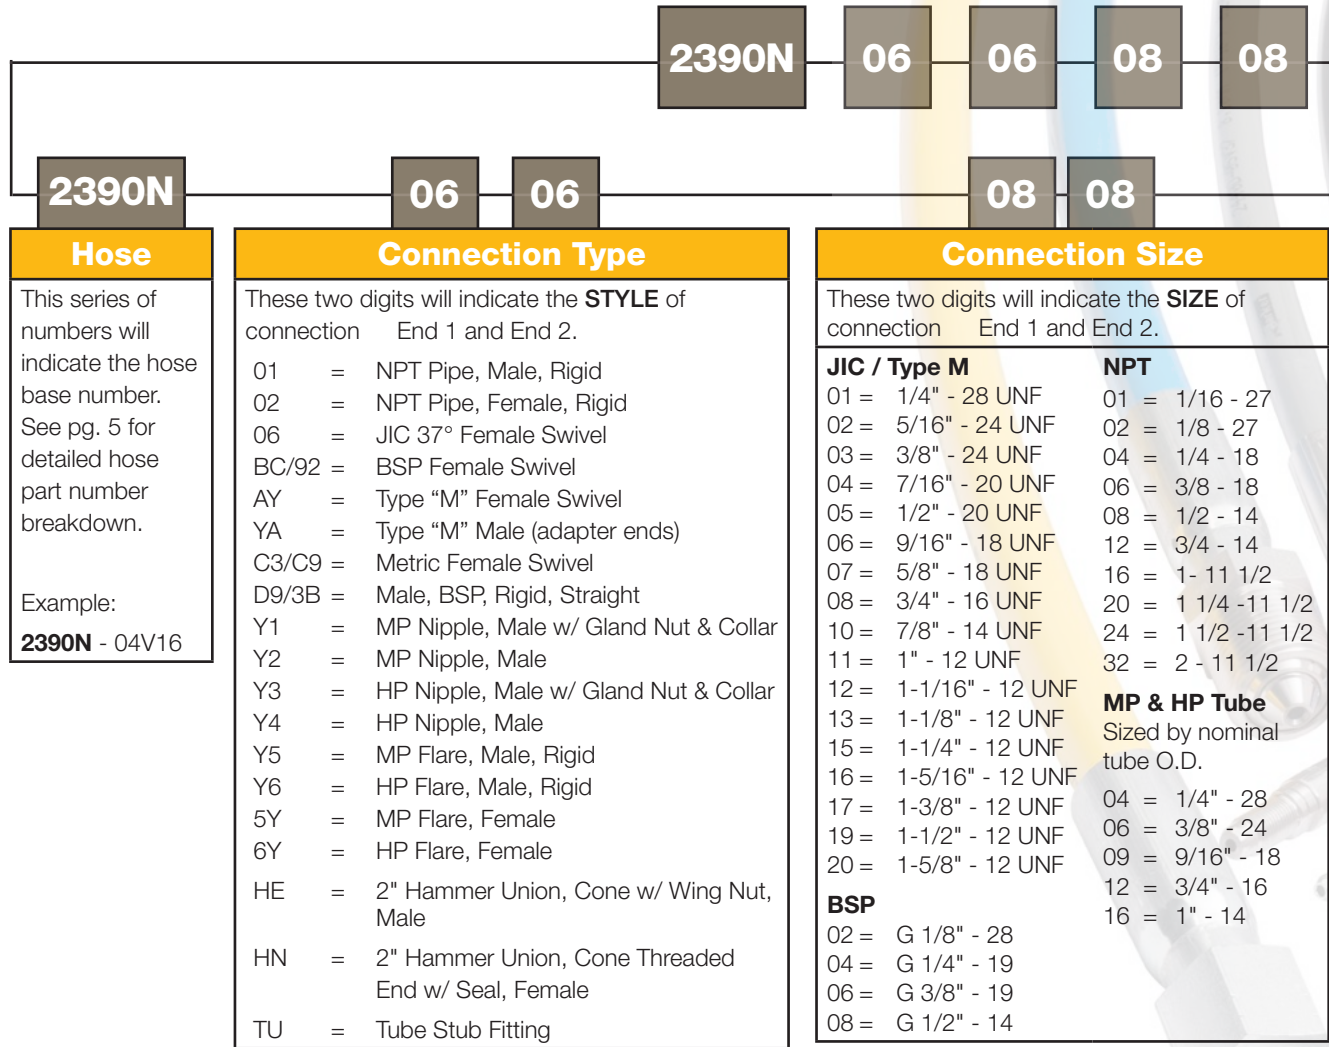 2390N 06 06 08 08
2390N 06 06 08 08
Hose
This series of
numbers will
indicate the hose
base number.
See pg. 5 for
detailed hose
part number
breakdown.
Example:
2390N - 04V16
Connection Type
These two digits will indicate the STYLE of
connection End 1 and End 2.
01 = NPT Pipe, Male, Rigid
02 = NPT Pipe, Female, Rigid
06 = JIC 37° Female Swivel
BC/92 = BSP Female Swivel
AY = Type “M” Female Swivel
YA = Type “M” Male (adapter ends)
C3/C9 = Metric Female Swivel
D9/3B = Male, BSP, Rigid, Straight
Y1 = MP Nipple, Male w/ Gland Nut & Collar
Y2 = MP Nipple, Male
Y3 = HP Nipple, Male w/ Gland Nut & Collar
Y4 = HP Nipple, Male
Y5 = MP Flare, Male, Rigid
Y6 = HP Flare, Male, Rigid
5Y = MP Flare, Female
6Y = HP Flare, Female
HE = 2" Hammer Union, Cone w/ Wing Nut,
Male
HN = 2" Hammer Union, Cone Threaded
End w/ Seal, Female
TU = Tube Stub Fitting
Connection Size
These two digits will indicate the SIZE of
connection End 1 and End 2.
JIC / Type M
01 = 1/4" - 28 UNF
02 = 5/16" - 24 UNF
03 = 3/8" - 24 UNF
04 = 7/16" - 20 UNF
05 = 1/2" - 20 UNF
06 = 9/16" - 18 UNF
07 = 5/8" - 18 UNF
08 = 3/4" - 16 UNF
10 = 7/8" - 14 UNF
11 = 1" - 12 UNF
12 = 1-1/16" - 12 UNF
13 = 1-1/8" - 12 UNF
15 = 1-1/4" - 12 UNF
16 = 1-5/16" - 12 UNF
17 = 1-3/8" - 12 UNF
19 = 1-1/2" - 12 UNF
20 = 1-5/8" - 12 UNF
BSP
02 = G 1/8" - 28
04 = G 1/4" - 19
06 = G 3/8" - 19
08 = G 1/2" - 14
NPT
01 = 1/16 - 27
02 = 1/8 - 27
04 = 1/4 - 18
06 = 3/8 - 18
08 = 1/2 - 14
12 = 3/4 - 14
16 = 1- 11 1/2
20 = 1 1/4 -11 1/2
24 = 1 1/2 -11 1/2
32 = 2 - 11 1/2
MP & HP Tube
Sized by nominal
tube O.D.
04 = 1/4" - 28
06 = 3/8" - 24
09 = 9/16" - 18
12 = 3/4" - 16
16 = 1" - 14